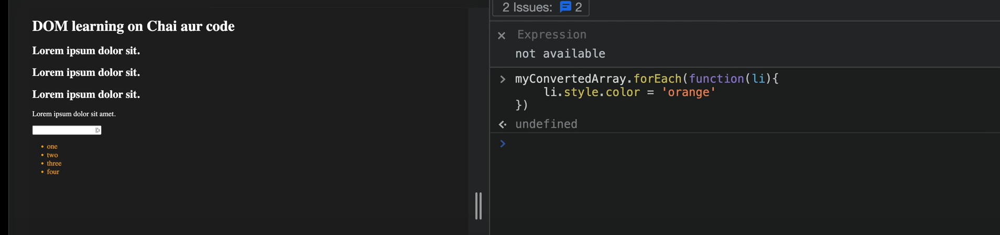 DOM learning on Chai aur code
Lorem ipsum dolor sit.
Lorem ipsum dolor sit.
Lorem ipsum dolor sit.
Lorem ipsum dolor sit amet.
• one
• two
• three
• four
2 Issues: 2
Expression
not available
myConvertedArray.forEach(function(li){
    li.style.color = 'orange'
})
undefined